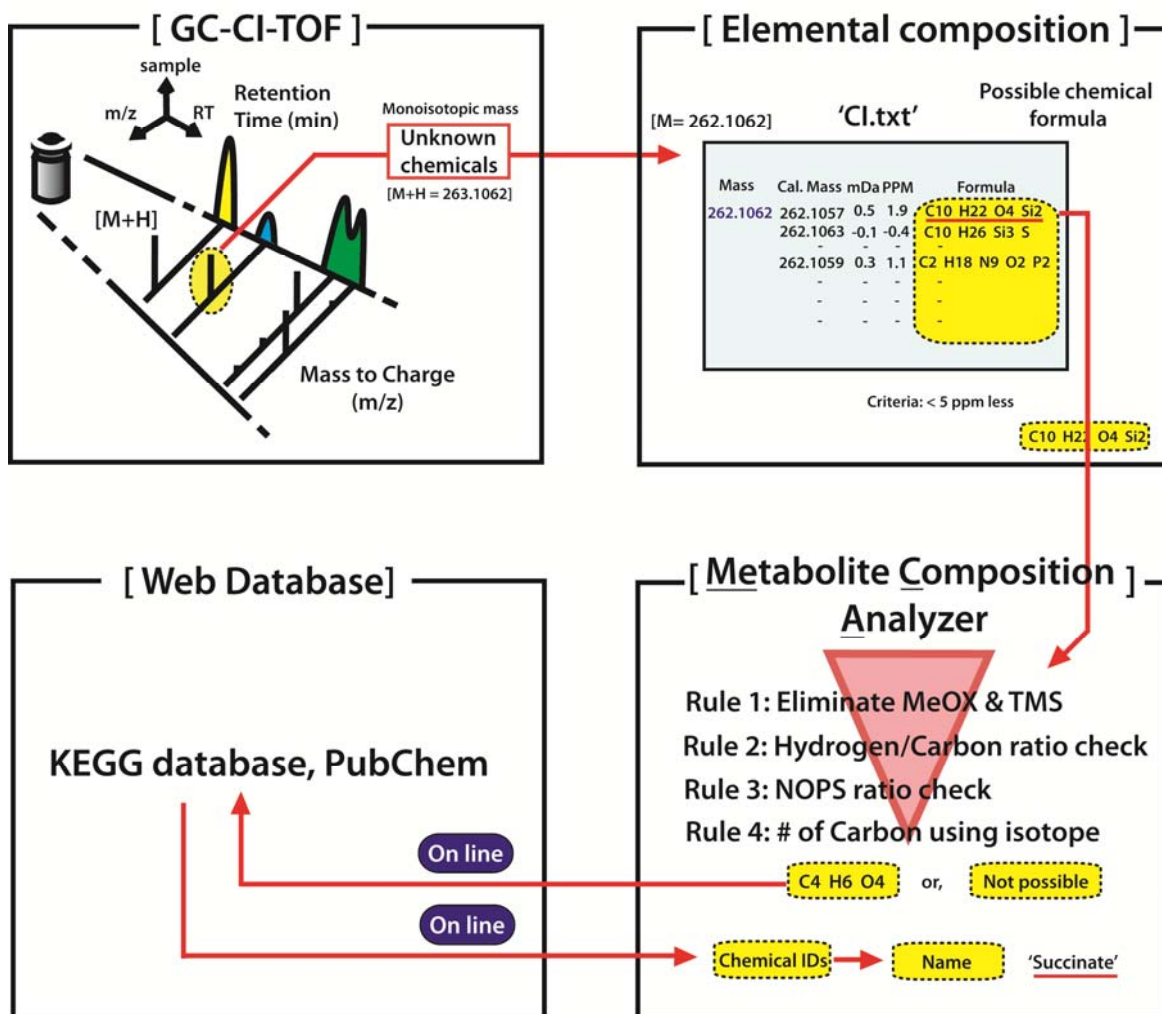 [ GC-CI-TOF ]
sample
m/z
RT
Retention
Time (min)
Monoisotopic mass
Unknown
chemicals
[M+H = 263.1062]
[M+H]
Mass to Charge
(m/z)
[ Elemental composition ]
[M= 262.1062]
'CI.txt'
Possible chemical
formula
Mass Cal. Mass mDa PPM Formula
262.1062 262.1057 0.5 1.9 C10 H22 O4 Si2
262.1063 -0.1 -0.4 C10 H26 Si3 S
- - - -
262.1059 0.3 1.1 C2 H18 N9 O2 P2
- - - -
- - - -
- - - -
Criteria: < 5 ppm less
C10 H22 O4 Si2
[ Web Database]
KEGG database, PubChem
On line
On line
[ Metabolite Composition ]
Analyzer
Rule 1: Eliminate MeOX & TMS
Rule 2: Hydrogen/Carbon ratio check
Rule 3: NOPS ratio check
Rule 4: # of Carbon using isotope
C4 H6 O4 or, Not possible
Chemical IDs Name 'Succinate'